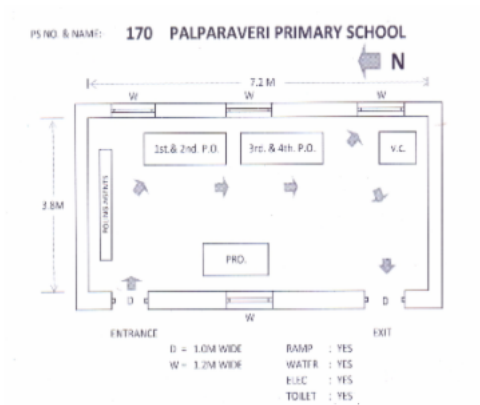 PS NO. & NAME: 170 PALPARAVERI PRIMARY SCHOOL
N
7.2 M
W W W
1st.& 2nd. P.O. 3rd. & 4th. P.O. V.C.
POLING AGENTS
3.8M
PRO.
D D
W
ENTRANCE EXIT
D = 1.0M WIDE RAMP : YES
W = 1.2M WIDE WATER : YES
ELEC : YES
TOILET : YES